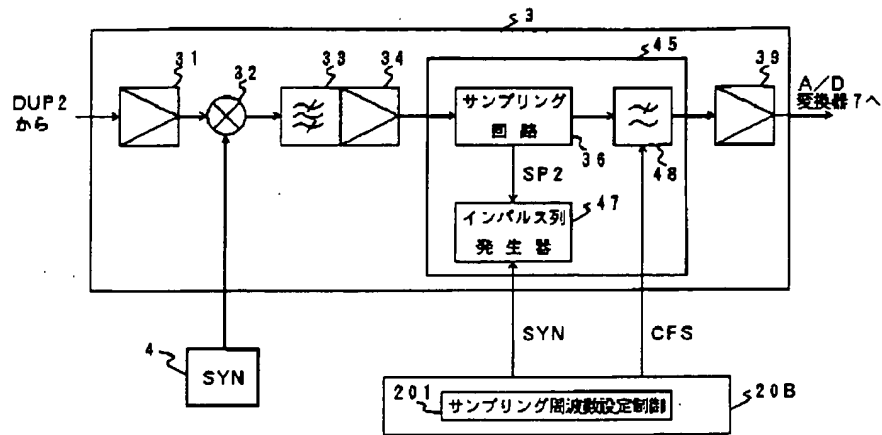 3
31
32
33
34
45
39
DUP2
から
サンプリング
回路
36
48
A/D
変換器7へ
SP2
インパルス列
発生器
47
4
SYN
SYN
CFS
201
サンプリング周波数設定制御
20B